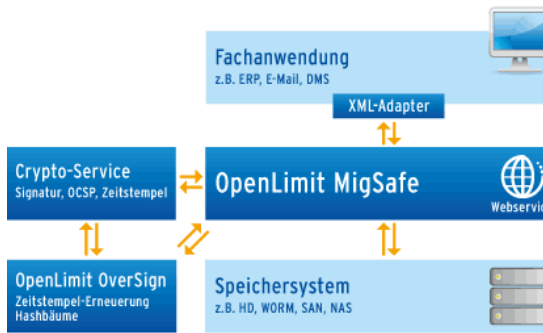 Fachanwendung
z.B. ERP, E-Mail, DMS
XML-Adapter
Crypto-Service
Signatur, OCSP, Zeitstempel
OpenLimit MigSafe
Webservic
OpenLimit OverSign
Zeitstempel-Erneuerung
Hashbäume
Speichersystem
z.B. HD, WORM, SAN, NAS